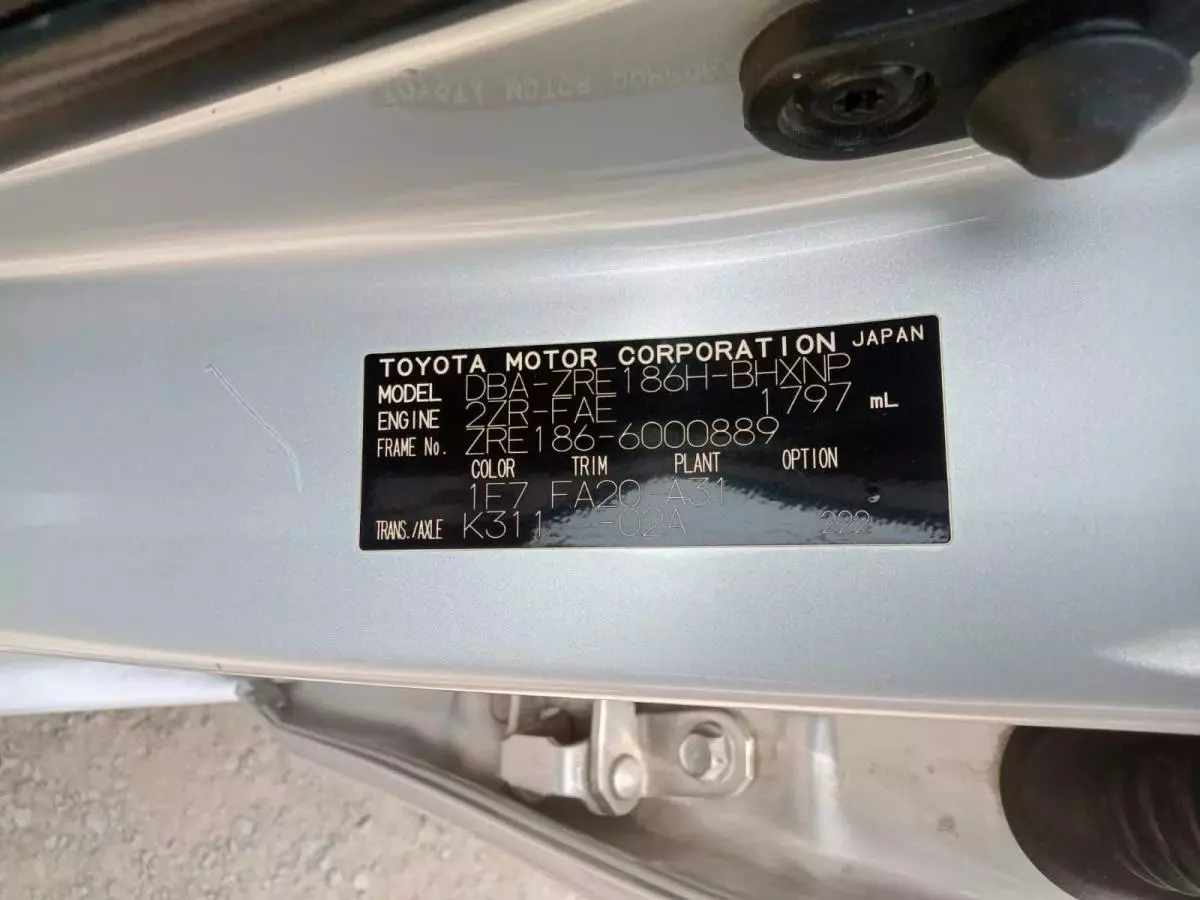 TOYOTA MOTOR CORPORATION JAPAN
MODEL DBA-ZRE186H-BHXNP
ENGINE 2ZR-FAE 1797 mL
FRAME No. ZRE186-6000889
COLOR TRIM PLANT OPTION
1E7 FA20 A31
TRANS./AXLE K311 -02A 222